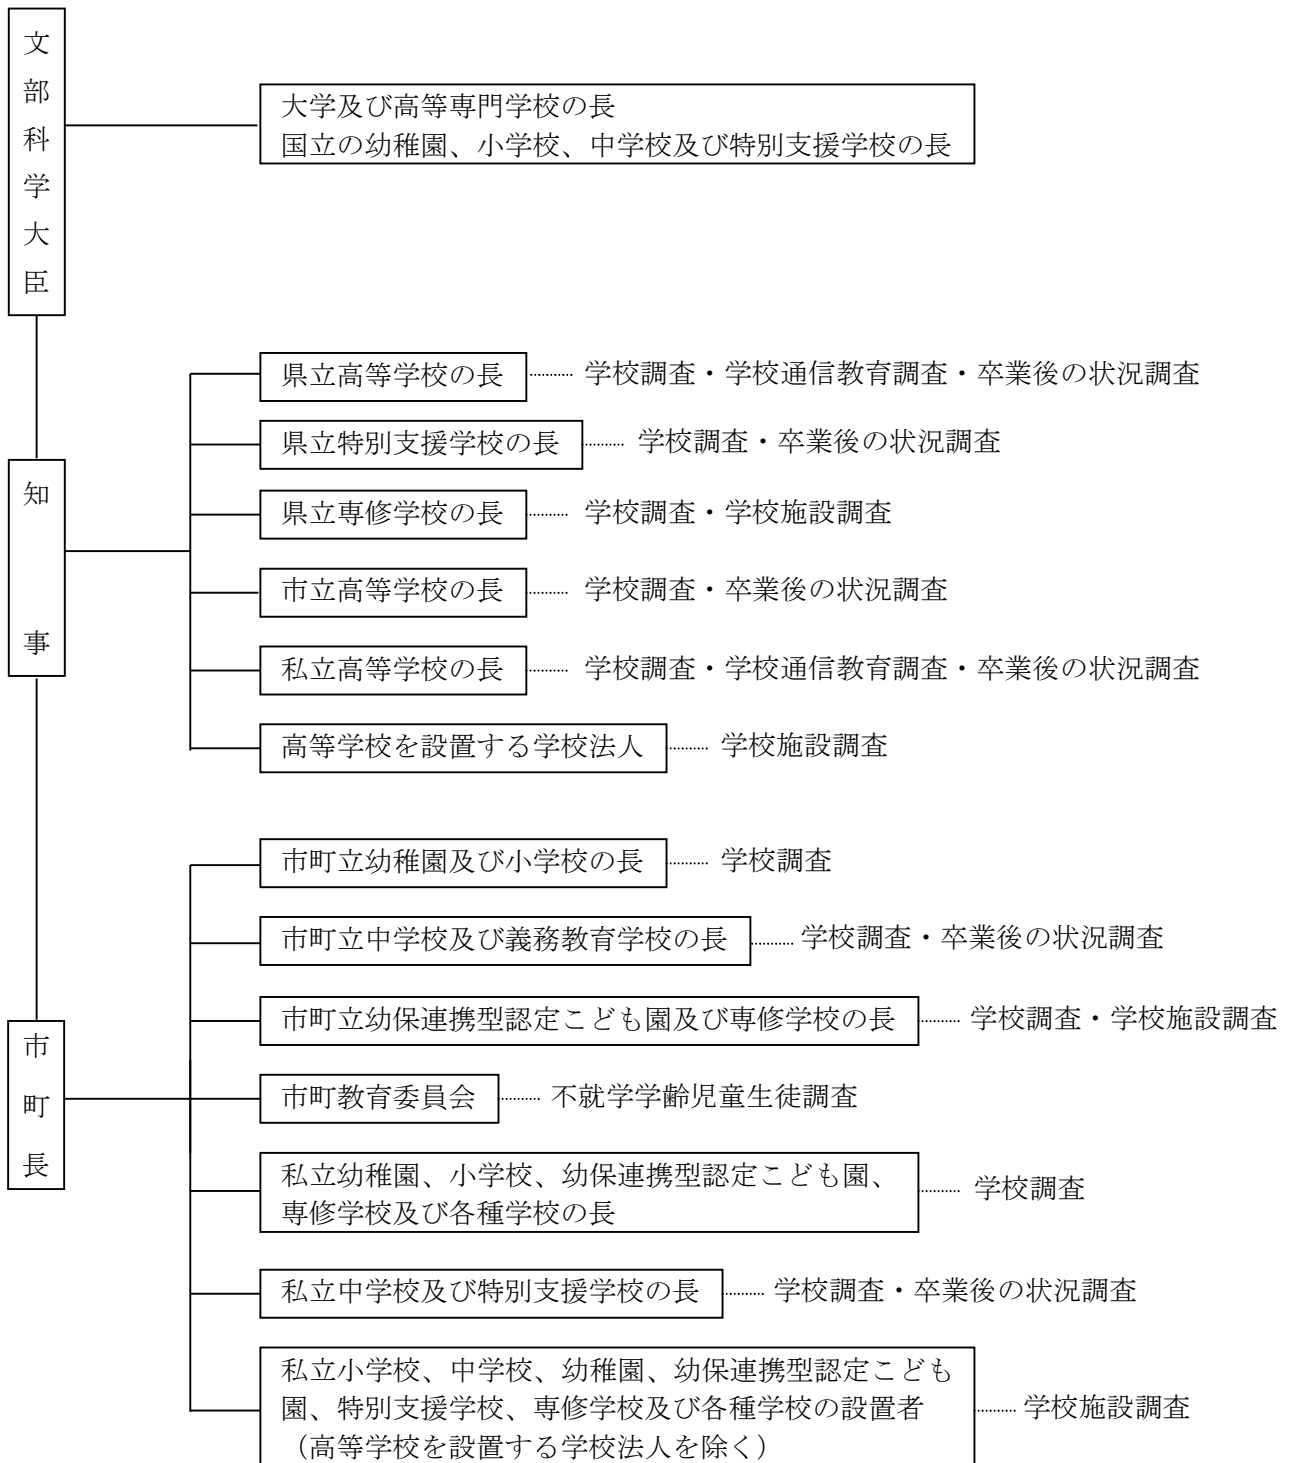 文部科学大臣
大学及び高等専門学校の長
国立の幼稚園、小学校、中学校及び特別支援学校の長
知事
県立高等学校の長 学校調査・学校通信教育調査・卒業後の状況調査
県立特別支援学校の長 学校調査・卒業後の状況調査
県立専修学校の長 学校調査・学校施設調査
市立高等学校の長 学校調査・卒業後の状況調査
私立高等学校の長 学校調査・学校通信教育調査・卒業後の状況調査
高等学校を設置する学校法人 学校施設調査
市町長
市町立幼稚園及び小学校の長 学校調査
市町立中学校及び義務教育学校の長 学校調査・卒業後の状況調査
市町立幼保連携型認定こども園及び専修学校の長 学校調査・学校施設調査
市町教育委員会 不就学学齢児童生徒調査
私立幼稚園、小学校、幼保連携型認定こども園、
専修学校及び各種学校の長 学校調査
私立中学校及び特別支援学校の長 学校調査・卒業後の状況調査
私立小学校、中学校、幼稚園、幼保連携型認定こども
園、特別支援学校、専修学校及び各種学校の設置者 学校施設調査
（高等学校を設置する学校法人を除く）